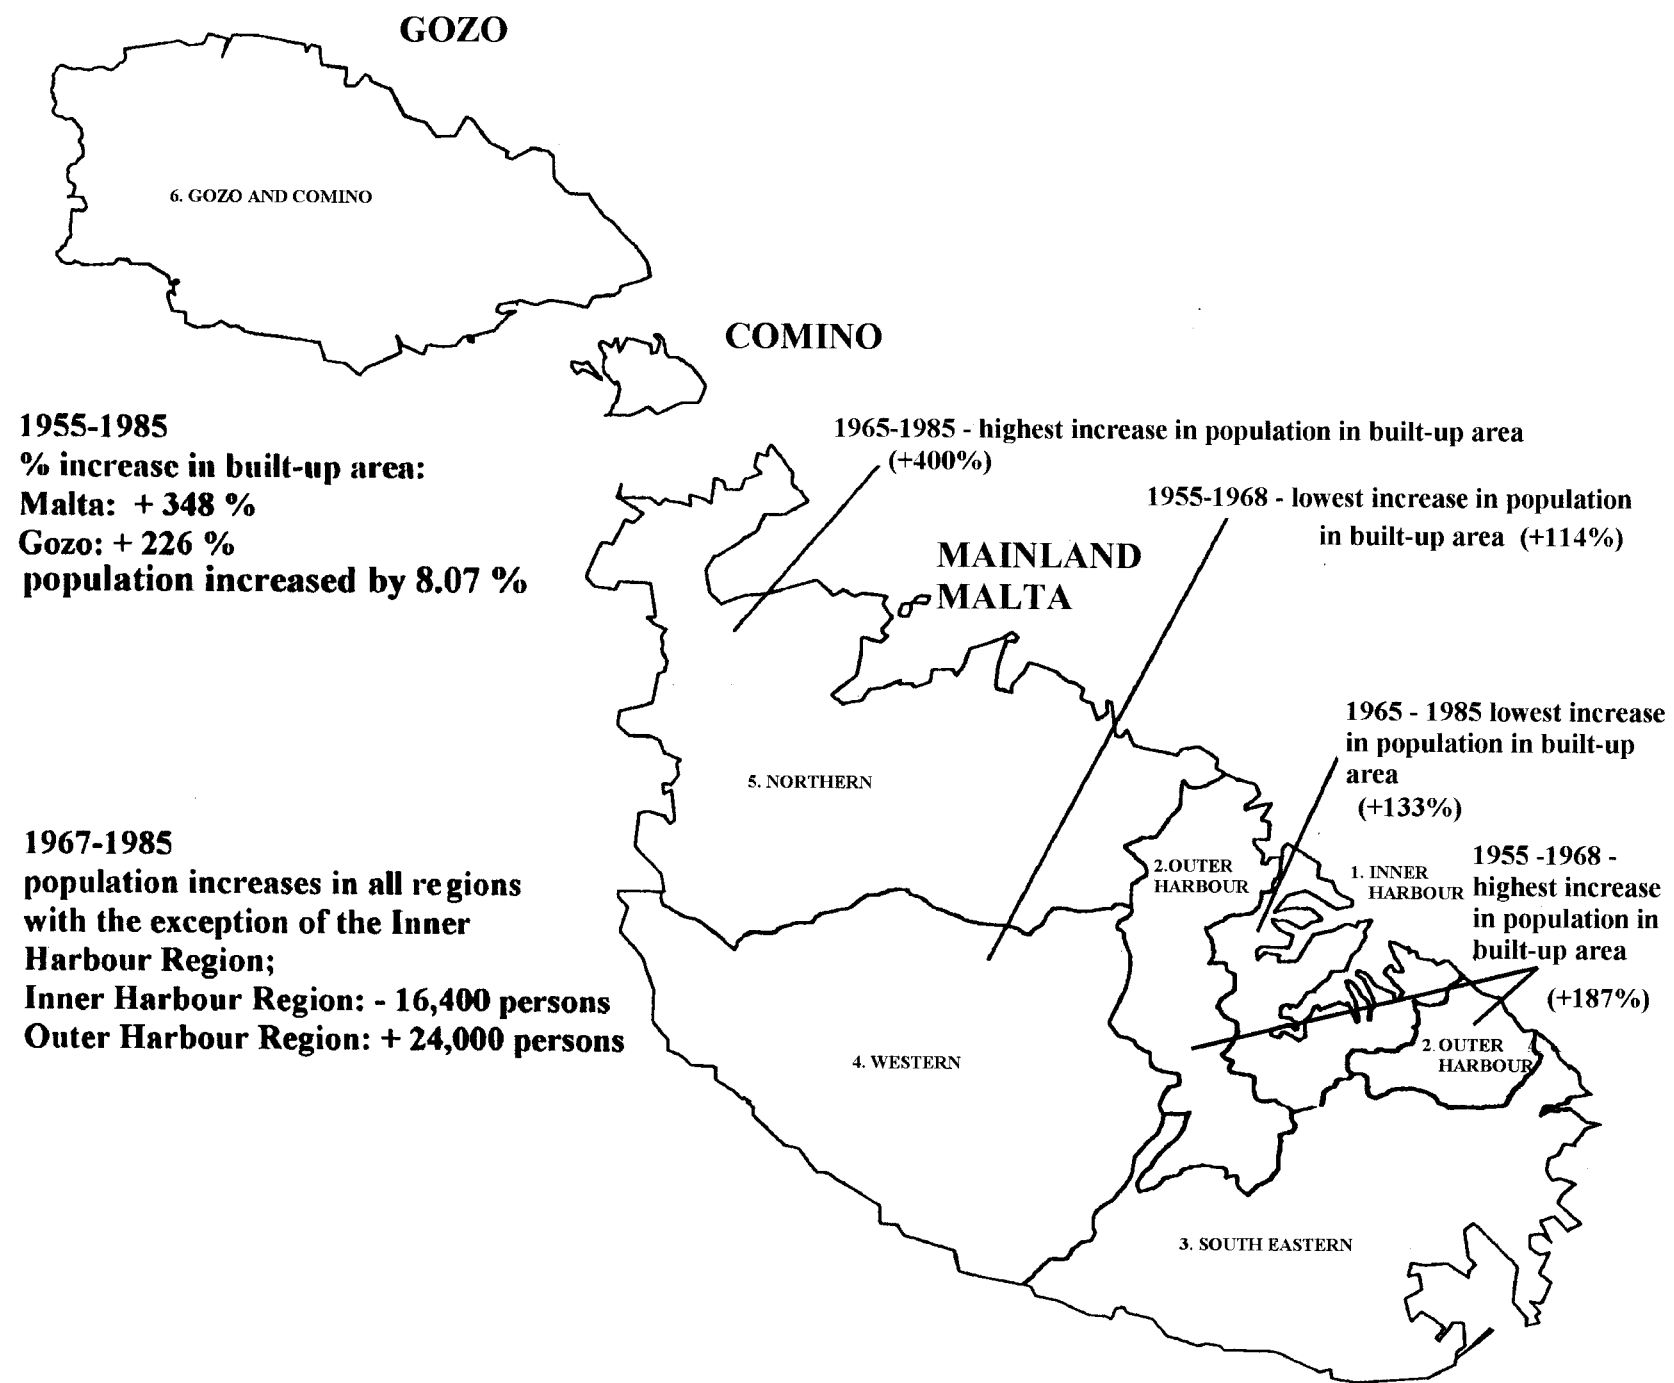 GOZO
6. GOZO AND COMINO
COMINO
1955-1985
% increase in built-up area:
Malta: + 348 %
Gozo: + 226 %
population increased by 8.07 %
1965-1985 - highest increase in population in built-up area
(+400%)
1955-1968 - lowest increase in population
in built-up area (+114%)
MAINLAND
MALTA
1965 - 1985 lowest increase
in population in built-up
area
(+133%)
5. NORTHERN
1967-1985
population increases in all regions
with the exception of the Inner
Harbour Region;
Inner Harbour Region: - 16,400 persons
Outer Harbour Region: + 24,000 persons
2.OUTER
HARBOUR
1. INNER
HARBOUR
1955 -1968 -
highest increase
in population in
built-up area
(+187%)
2. OUTER
HARBOUR
4. WESTERN
3. SOUTH EASTERN